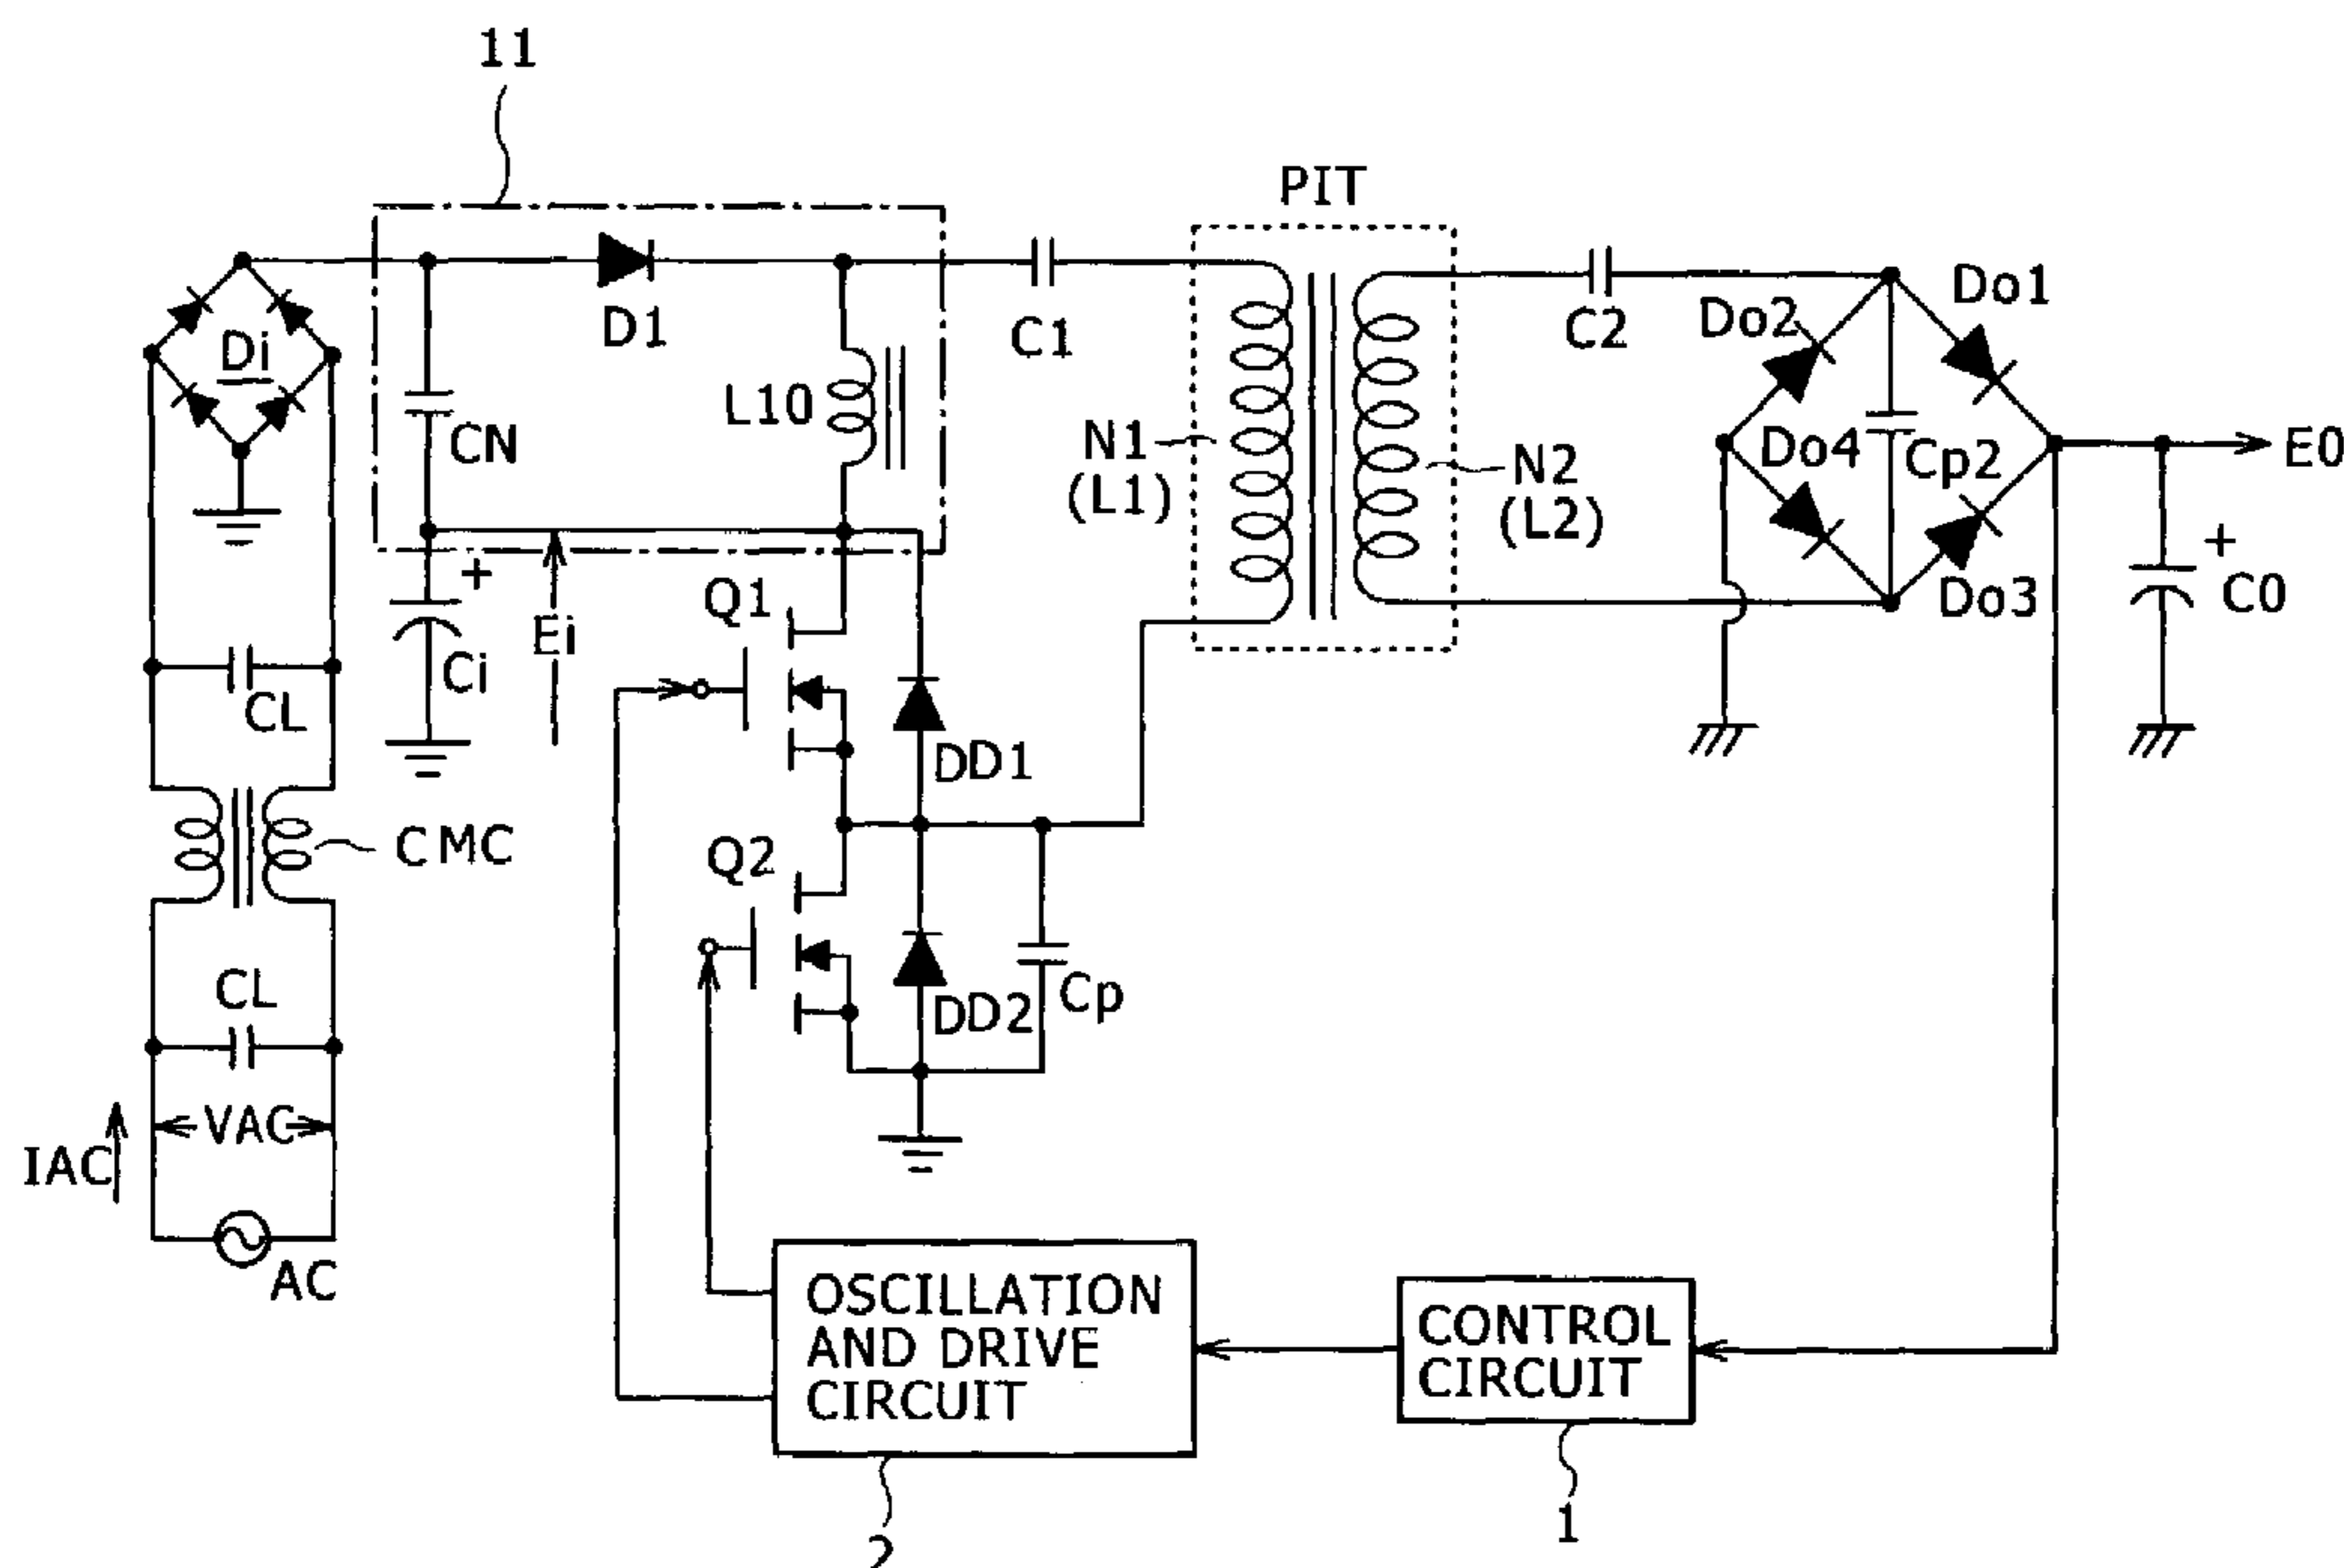 11
PIT
D1
C1
C2
Do2
Do1
Di
L10
CN
N1
(L1)
N2
(L2)
Do4
Cp2
E0
+
Ei
Q1
Do3
+
C0
Ci
CL
DD1
CMC
Q2
CL
Cp
DD2
VAC
IAC
AC
OSCILLATION
AND DRIVE
CIRCUIT
CONTROL
CIRCUIT
1
2